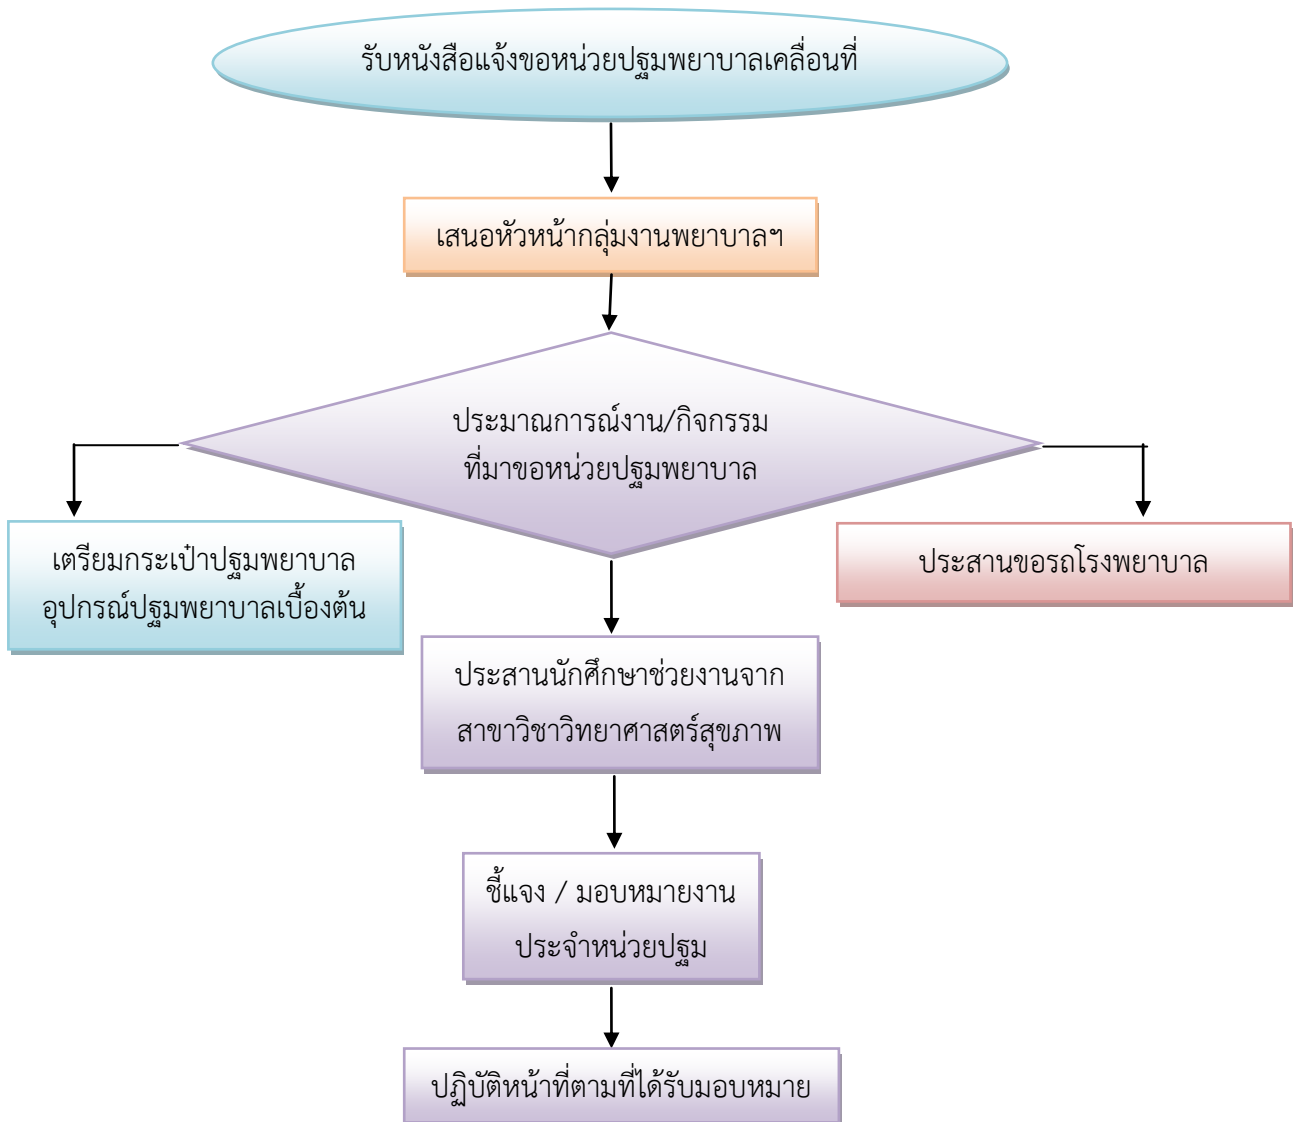 รับหนังสือแจ้งขอหน่วยปฐมพยาบาลเคลื่อนที่
เสนอหัวหน้ากลุ่มงานพยาบาลฯ
ประมาณการณ์งาน/กิจกรรม
ที่มาขอหน่วยปฐมพยาบาล
เตรียมกระเป๋าปฐมพยาบาล
อุปกรณ์ปฐมพยาบาลเบื้องต้น
ประสานขอรถโรงพยาบาล
ประสานนักศึกษาช่วยงานจาก
สาขาวิชาวิทยาศาสตร์สุขภาพ
ชี้แจง / มอบหมายงาน
ประจำหน่วยปฐม
ปฏิบัติหน้าที่ตามที่ได้รับมอบหมาย